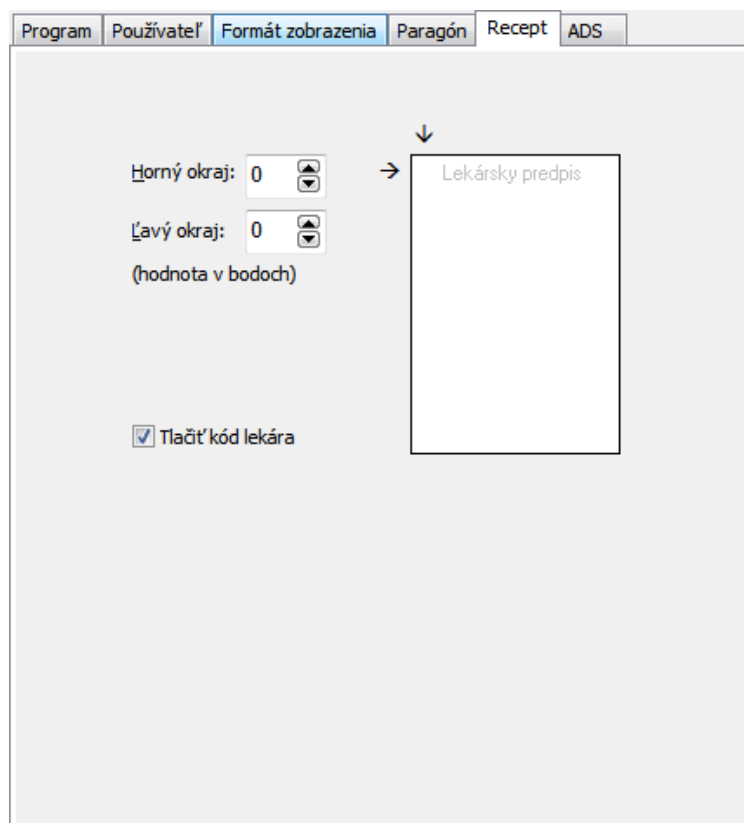 Program Používateľ Formát zobrazenia Paragón Recept ADS
Horný okraj: 0
Lekársky predpis
Ľavý okraj: 0
(hodnota v bodoch)
Tlačiť kód lekára